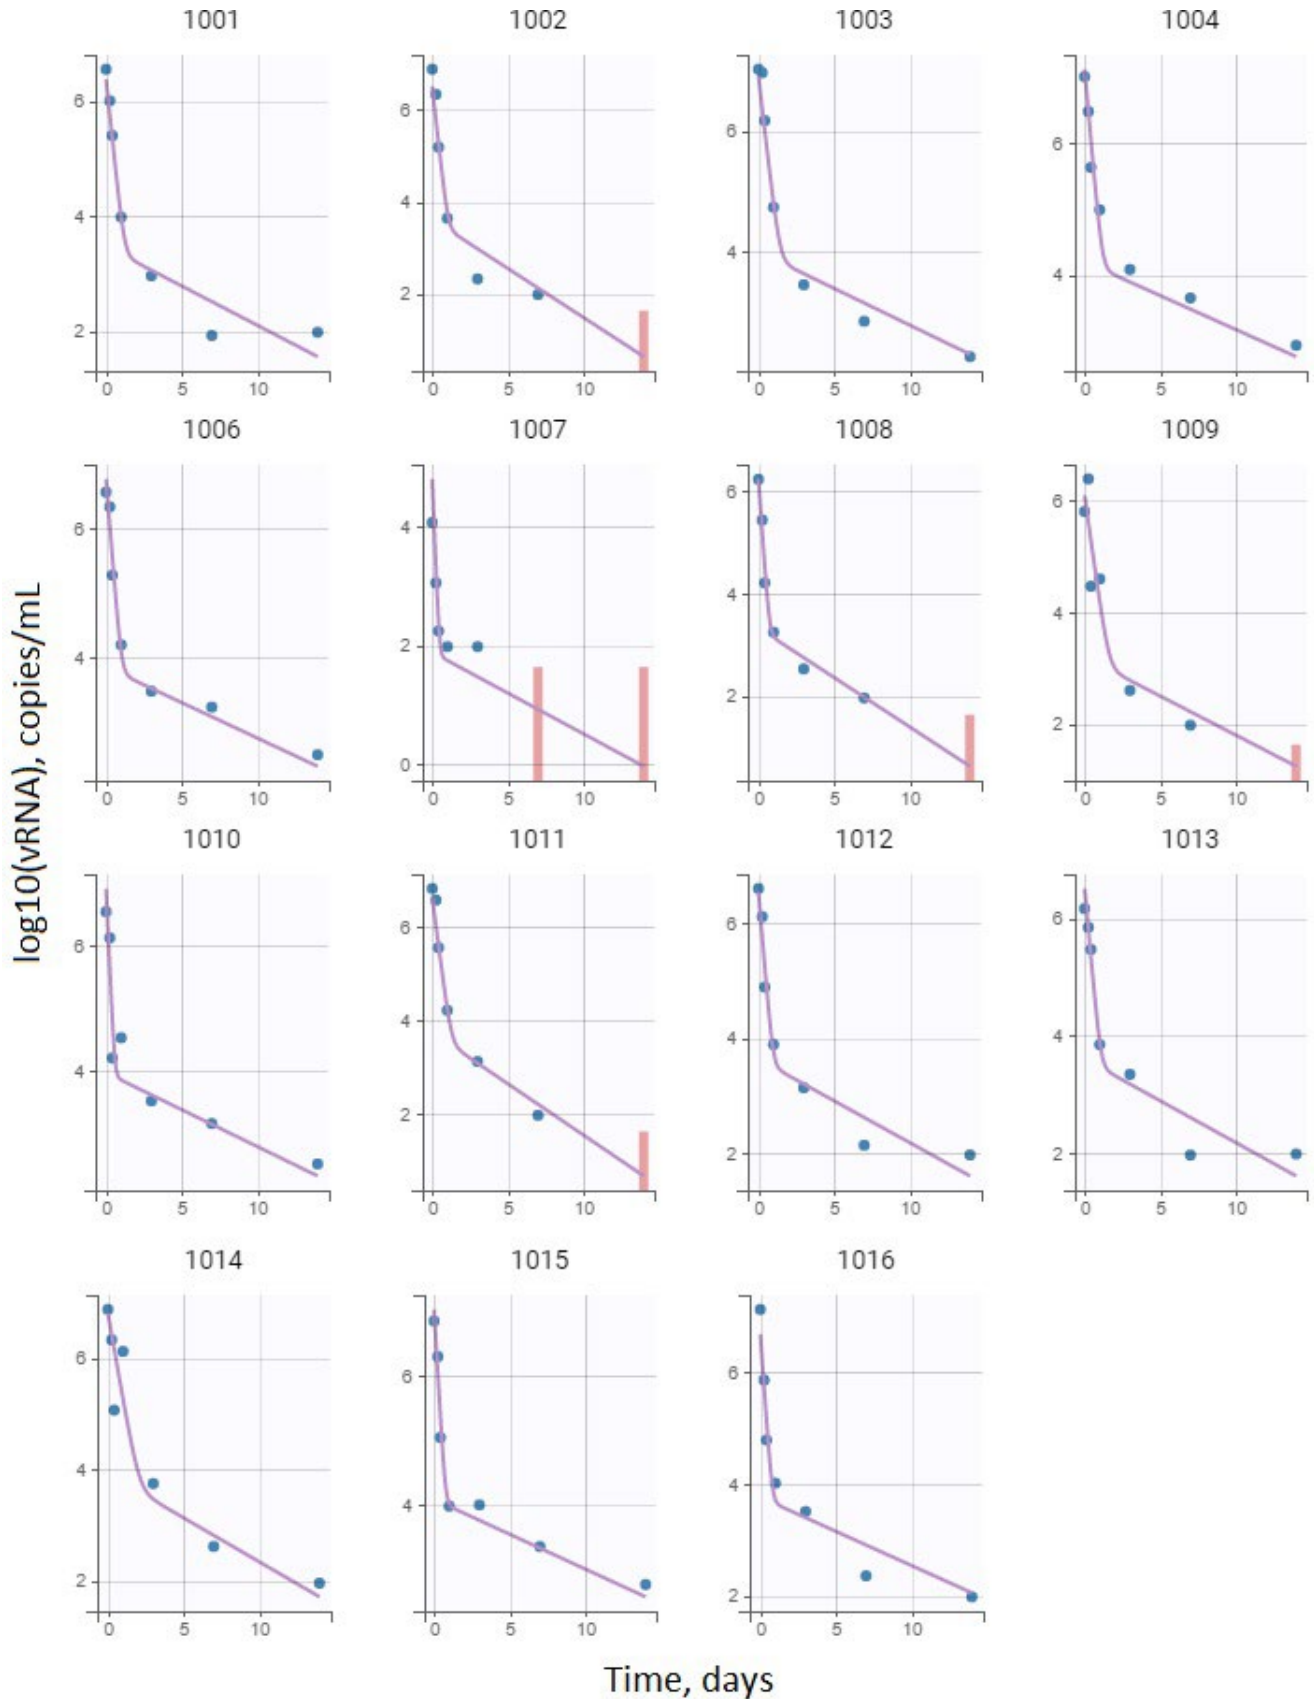 1001 1002 1003 1004
6 6 6 6
4 4 4 4
2 2
0 5 10 0 5 10 0 5 10 0 5 10
1006 1007 1008 1009
6 4 6 6
4 2 4 4
0 2 2
0 5 10 0 5 10 0 5 10 0 5 10
log10(vRNA), copies/mL
1010 1011 1012 1013
6 6 6 6
4 4 4 4
2 2 2
0 5 10 0 5 10 0 5 10 0 5 10
1014 1015 1016
6 6 6
4 4 4
2 2
0 5 10 0 5 10 0 5 10
Time, days